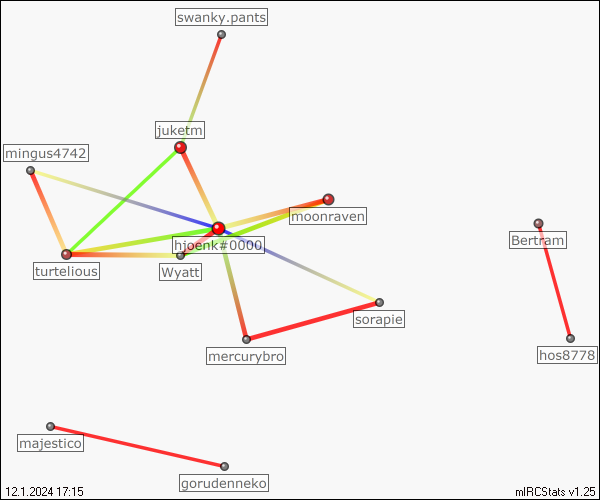 swanky.pants
juketm
mingus4742
moonraven
hjoenk#0000
Bertram
turtelious
Wyatt
sorapie
mercurybro
hos8778
majestico
gorudenneko
12.1.2024 17:15
mIRCStats v1.25